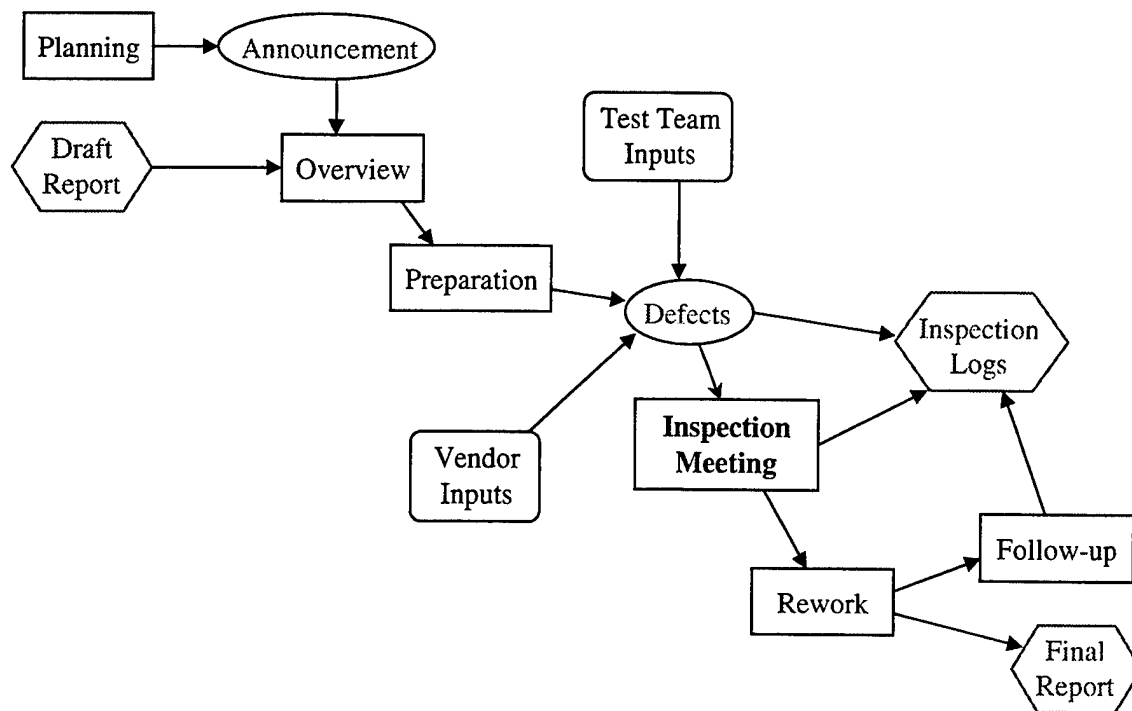 Planning
Announcement
Draft
Report
Overview
Test Team
Inputs
Preparation
Defects
Inspection
Logs
Inspection
Meeting
Vendor
Inputs
Follow-up
Rework
Final
Report